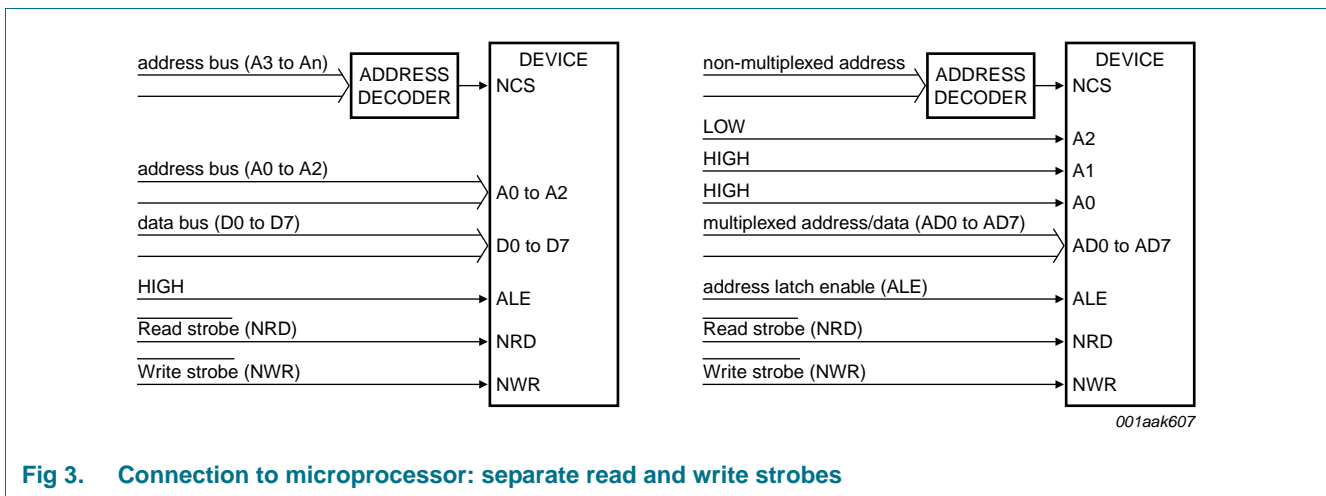 address bus (A3 to An)
ADDRESS
DECODER
DEVICE
NCS
address bus (A0 to A2)
A0 to A2
data bus (D0 to D7)
D0 to D7
HIGH
ALE
Read strobe (NRD)
NRD
Write strobe (NWR)
NWR
non-multiplexed address
ADDRESS
DECODER
DEVICE
NCS
LOW
A2
HIGH
A1
HIGH
A0
multiplexed address/data (AD0 to AD7)
AD0 to AD7
address latch enable (ALE)
ALE
Read strobe (NRD)
NRD
Write strobe (NWR)
NWR
001aak607
Fig 3. Connection to microprocessor: separate read and write strobes